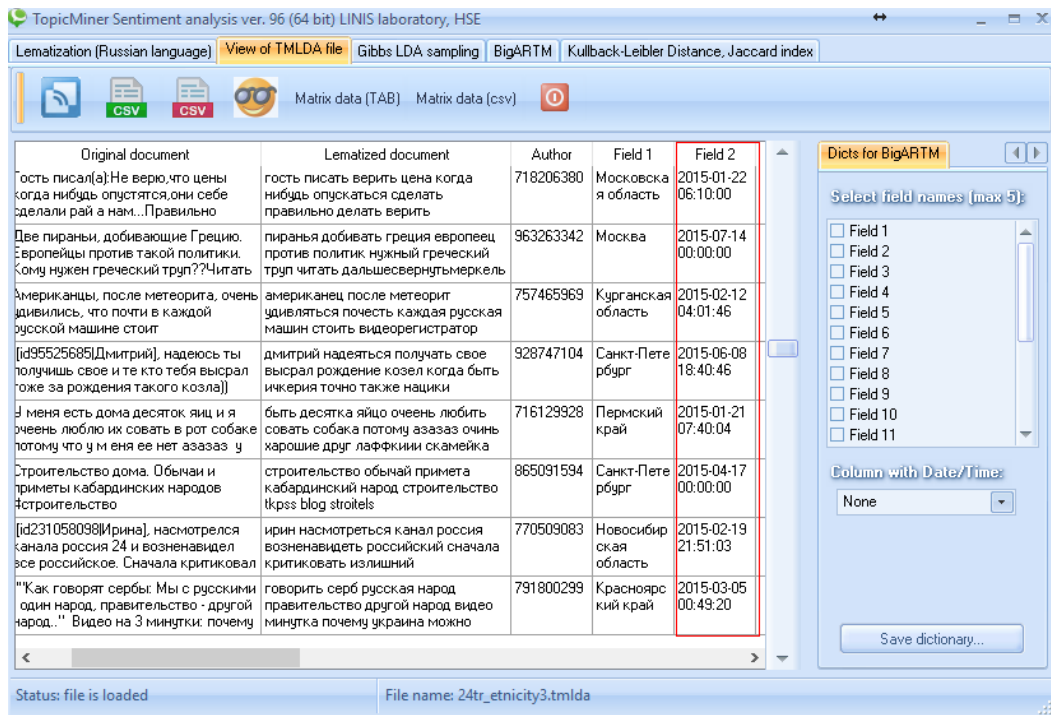 TopicMiner Sentiment analysis ver. 96 (64 bit) LINIS laboratory, HSE
Lematization (Russian language) View of TMLDA file Gibbs LDA sampling BigARTM Kullback-Leibler Distance, Jaccard index
CSV CSV Matrix data (TAB) Matrix data (csv)
Original document Lematized document Author Field 1 Field 2
Гость писал(а):Не верю,что цены
когда нибудь опустятся,они себе
сделали рай а нам...Правильно
гость писать верить цена когда
нибудь опускаться сделать
правильно делать верить
718206380
Московска
я область
2015-01-22
06:10:00
Две пираньи, добивающие Грецию.
Европейцы против такой политики.
Кому нужен греческий труп??Читать
пиранья добивать греция европеец
против политик нужный греческий
труп читать дальшесвернутьмеркель
963263342
Москва
2015-07-14
00:00:00
Американцы, после метеорита, очень
удивились, что почти в каждой
русской машине стоит
американец после метеорит
удивляться почесть каждая русская
машин стоить видеорегистратор
757465969
Курганская
область
2015-02-12
04:01:46
[id95525685|Дмитрий], надеюсь ты
получишь свое и те кто тебя высрал
тоже за рождения такого козла))
дмитрий надеяться получать свое
высрал рождение козел когда быть
ичкерия точно также нацики
928747104
Санкт-Пете
рбург
2015-06-08
18:40:46
У меня есть дома десяток яиц и я
очеень люблю их совать в рот собаке
потому что у м еня ее нет азазаз у
быть десятка яйцо очеень любить
совать собака потому азазаз очинь
харошие друг лаффкиии скамейка
716129928
Пермский
край
2015-01-21
07:40:04
Строительство дома. Обычаи и
приметы кабардинских народов
#строительство
строительство обычай примета
кабардинский народ строительство
tkpss blog stroitels
865091594
Санкт-Пете
рбург
2015-04-17
00:00:00
[id231058098|Ирина], насмотрелся
канала россия 24 и возненавидел
все российское. Сначала критиковал
ирин насмотреться канал россия
возненавидеть российский сначала
критиковать излишний
770509083
Новосибир
ская
область
2015-02-19
21:51:03
""Как говорят сербы: Мы с русскими
один народ, правительство - другой
народ.." Видео на 3 минутки: почему
говорить серб русская народ
правительство другой народ видео
минутка почему украина можно
791800299
Краснояр­с
кий край
2015-03-05
00:49:20
Dicts for BigARTM
Select field names (max 5):
Field 1
Field 2
Field 3
Field 4
Field 5
Field 6
Field 7
Field 8
Field 9
Field 10
Field 11
Column with Date/Time:
None
Save dictionary...
Status: file is loaded File name: 24tr_etnicity3.tmlda